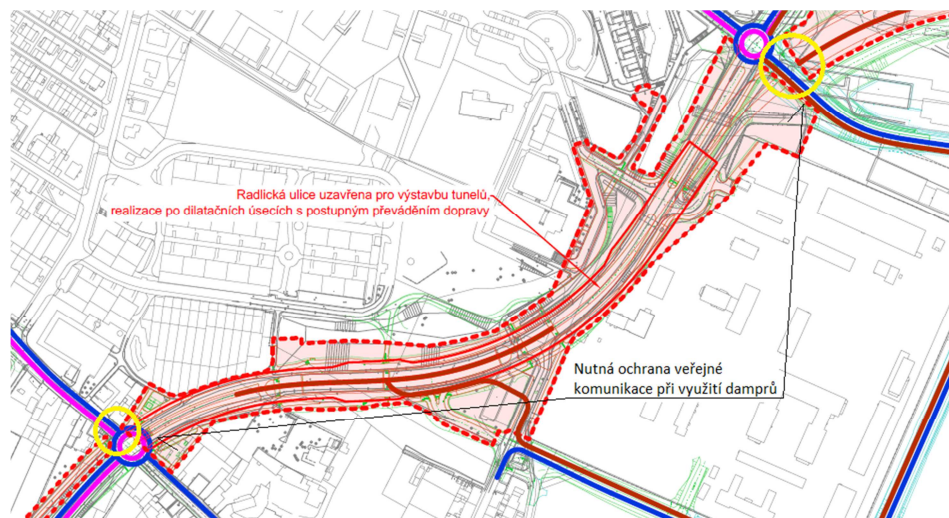 Radlická ulice uzavřena pro výstavbu tunelů,
realizace po dilatačních úsecích s postupným převáděním dopravy
Nutná ochrana veřejné
komunikace při využití damprů